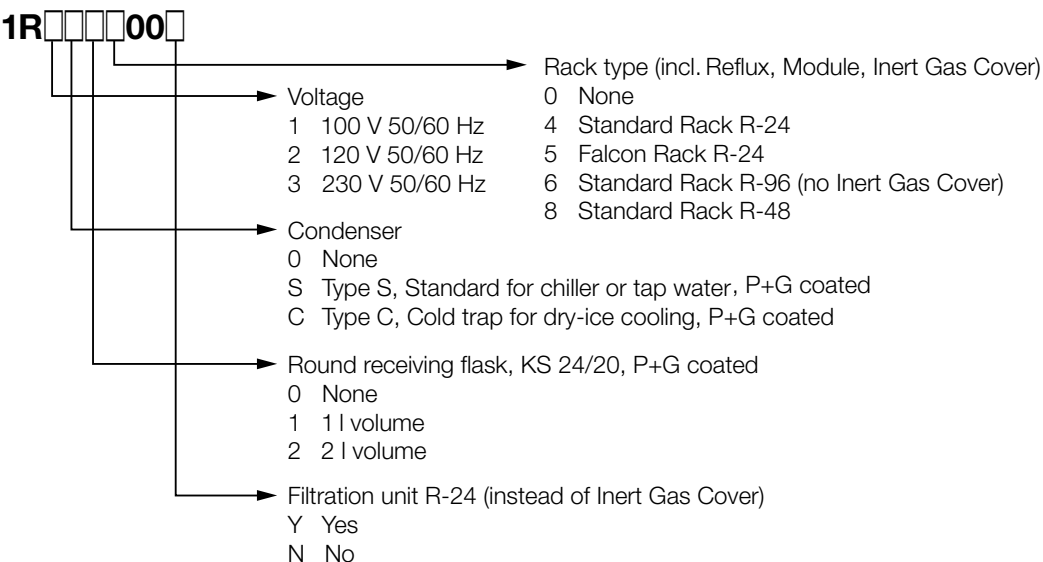 1R□□□□00□
Rack type (incl. Reflux, Module, Inert Gas Cover)
0 None
4 Standard Rack R-24
5 Falcon Rack R-24
6 Standard Rack R-96 (no Inert Gas Cover)
8 Standard Rack R-48
Voltage
1 100 V 50/60 Hz
2 120 V 50/60 Hz
3 230 V 50/60 Hz
Condenser
0 None
S Type S, Standard for chiller or tap water, P+G coated
C Type C, Cold trap for dry-ice cooling, P+G coated
Round receiving flask, KS 24/20, P+G coated
0 None
1 1 l volume
2 2 l volume
Filtration unit R-24 (instead of Inert Gas Cover)
Y Yes
N No